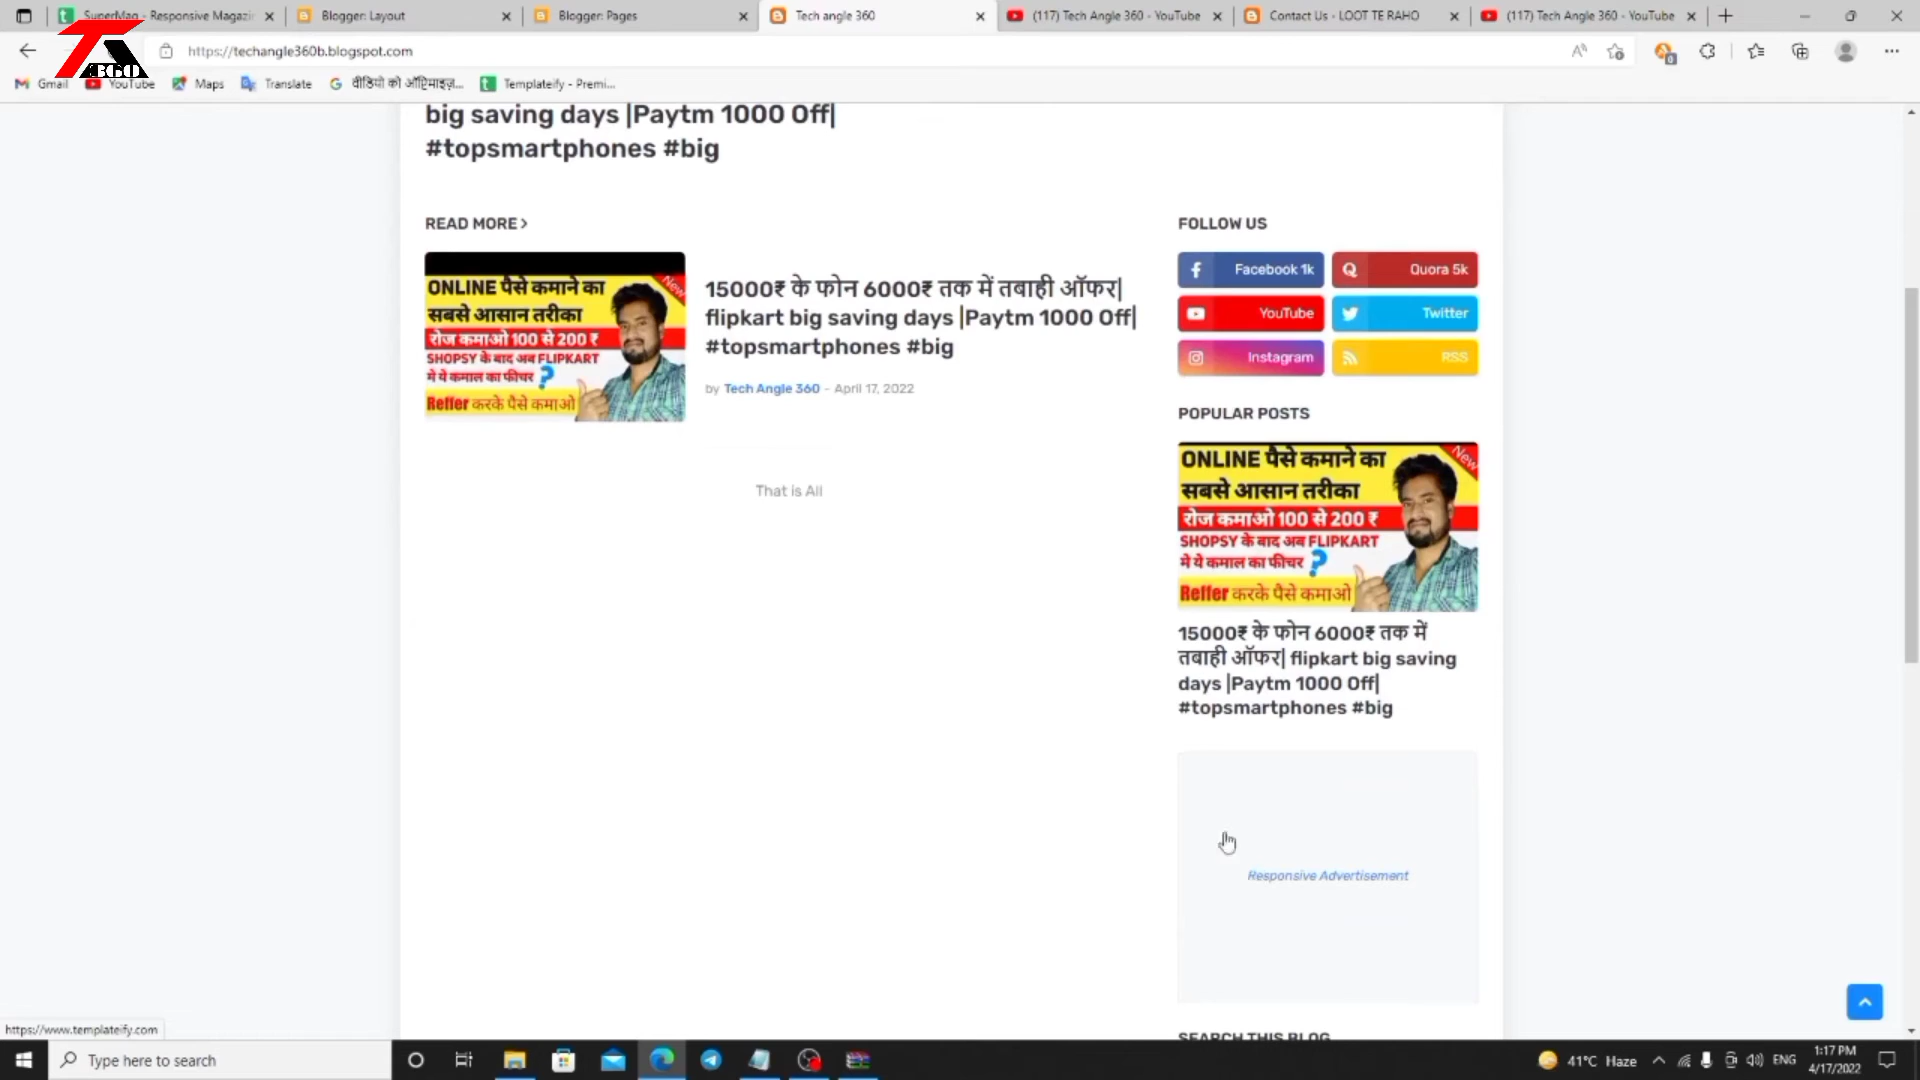 SuperMag - Responsive Magazin
Blogger: Layout
Blogger: Pages
Tech angle 360
(117) Tech Angle 360 - YouTube
Contact Us - LOOT TE RAHO
(117) Tech Angle 360 - YouTube
TA
360
https://techangle360b.blogspot.com
Gmail
YouTube
Maps
Translate
वीडियो को ऑप्टिमाइज़...
Templateify - Premi...
big saving days |Paytm 1000 Off|
#topsmartphones #big
READ MORE
ONLINE पैसे कमाने का
सबसे आसान तरीका
रोज कमाओ 100 से 200 ₹
SHOPSY के बाद अब FLIPKART
मे ये कमाल का फीचर ?
Reffer करके पैसे कमाओ
New
15000₹ के फोन 6000₹ तक में तबाही ऑफर|
flipkart big saving days |Paytm 1000 Off|
#topsmartphones #big
by Tech Angle 360 - April 17, 2022
That is All
FOLLOW US
Facebook 1k
Quora 5k
YouTube
Twitter
Instagram
RSS
POPULAR POSTS
ONLINE पैसे कमाने का
सबसे आसान तरीका
रोज कमाओ 100 से 200 ₹
SHOPSY के बाद अब FLIPKART
मे ये कमाल का फीचर ?
Reffer करके पैसे कमाओ
New
15000₹ के फोन 6000₹ तक में
तबाही ऑफर| flipkart big saving
days |Paytm 1000 Off|
#topsmartphones #big
Responsive Advertisement
SEARCH THIS BLOG
https://www.templateify.com
Type here to search
41°C Haze
ENG
1:17 PM
4/17/2022